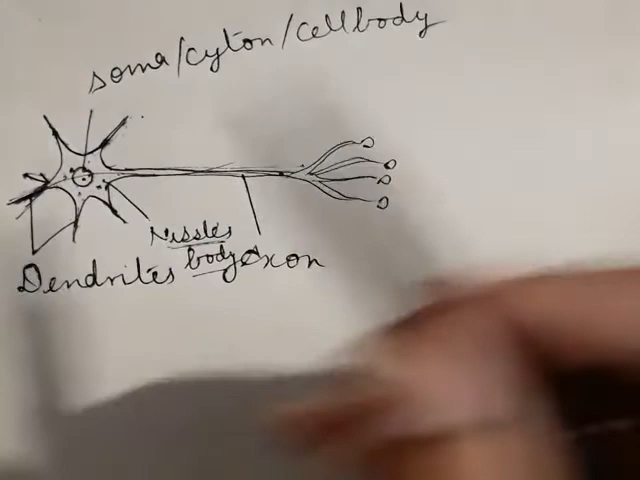 soma/cyton/cellbody
Nissles
body
axon
Dendrites